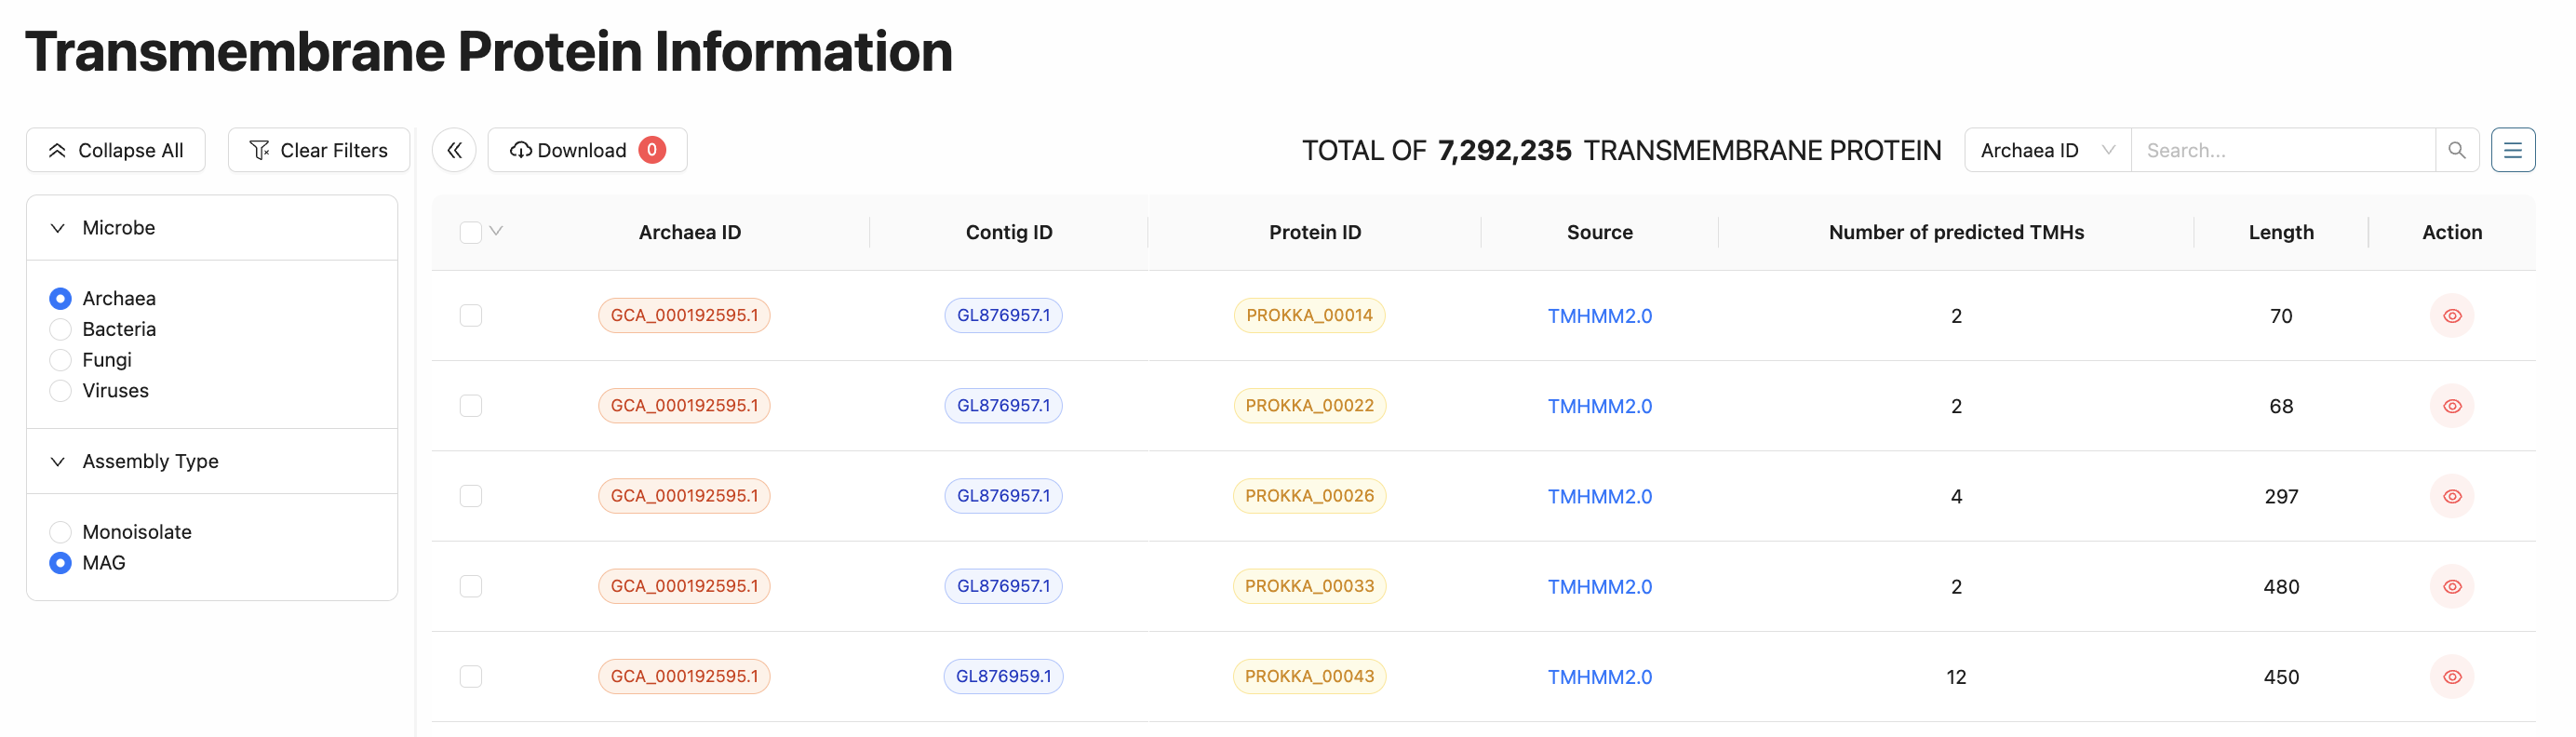 Transmembrane Protein Information
Collapse All
Clear Filters
Download 0
TOTAL OF 7,292,235 TRANSMEMBRANE PROTEIN
Archaea ID
Search...
Microbe
Archaea
Bacteria
Fungi
Viruses
Assembly Type
Monoisolate
MAG
Archaea ID Contig ID Protein ID Source Number of predicted TMHs Length Action
GCA_000192595.1 GL876957.1 PROKKA_00014 TMHMM2.0 2 70
GCA_000192595.1 GL876957.1 PROKKA_00022 TMHMM2.0 2 68
GCA_000192595.1 GL876957.1 PROKKA_00026 TMHMM2.0 4 297
GCA_000192595.1 GL876957.1 PROKKA_00033 TMHMM2.0 2 480
GCA_000192595.1 GL876959.1 PROKKA_00043 TMHMM2.0 12 450